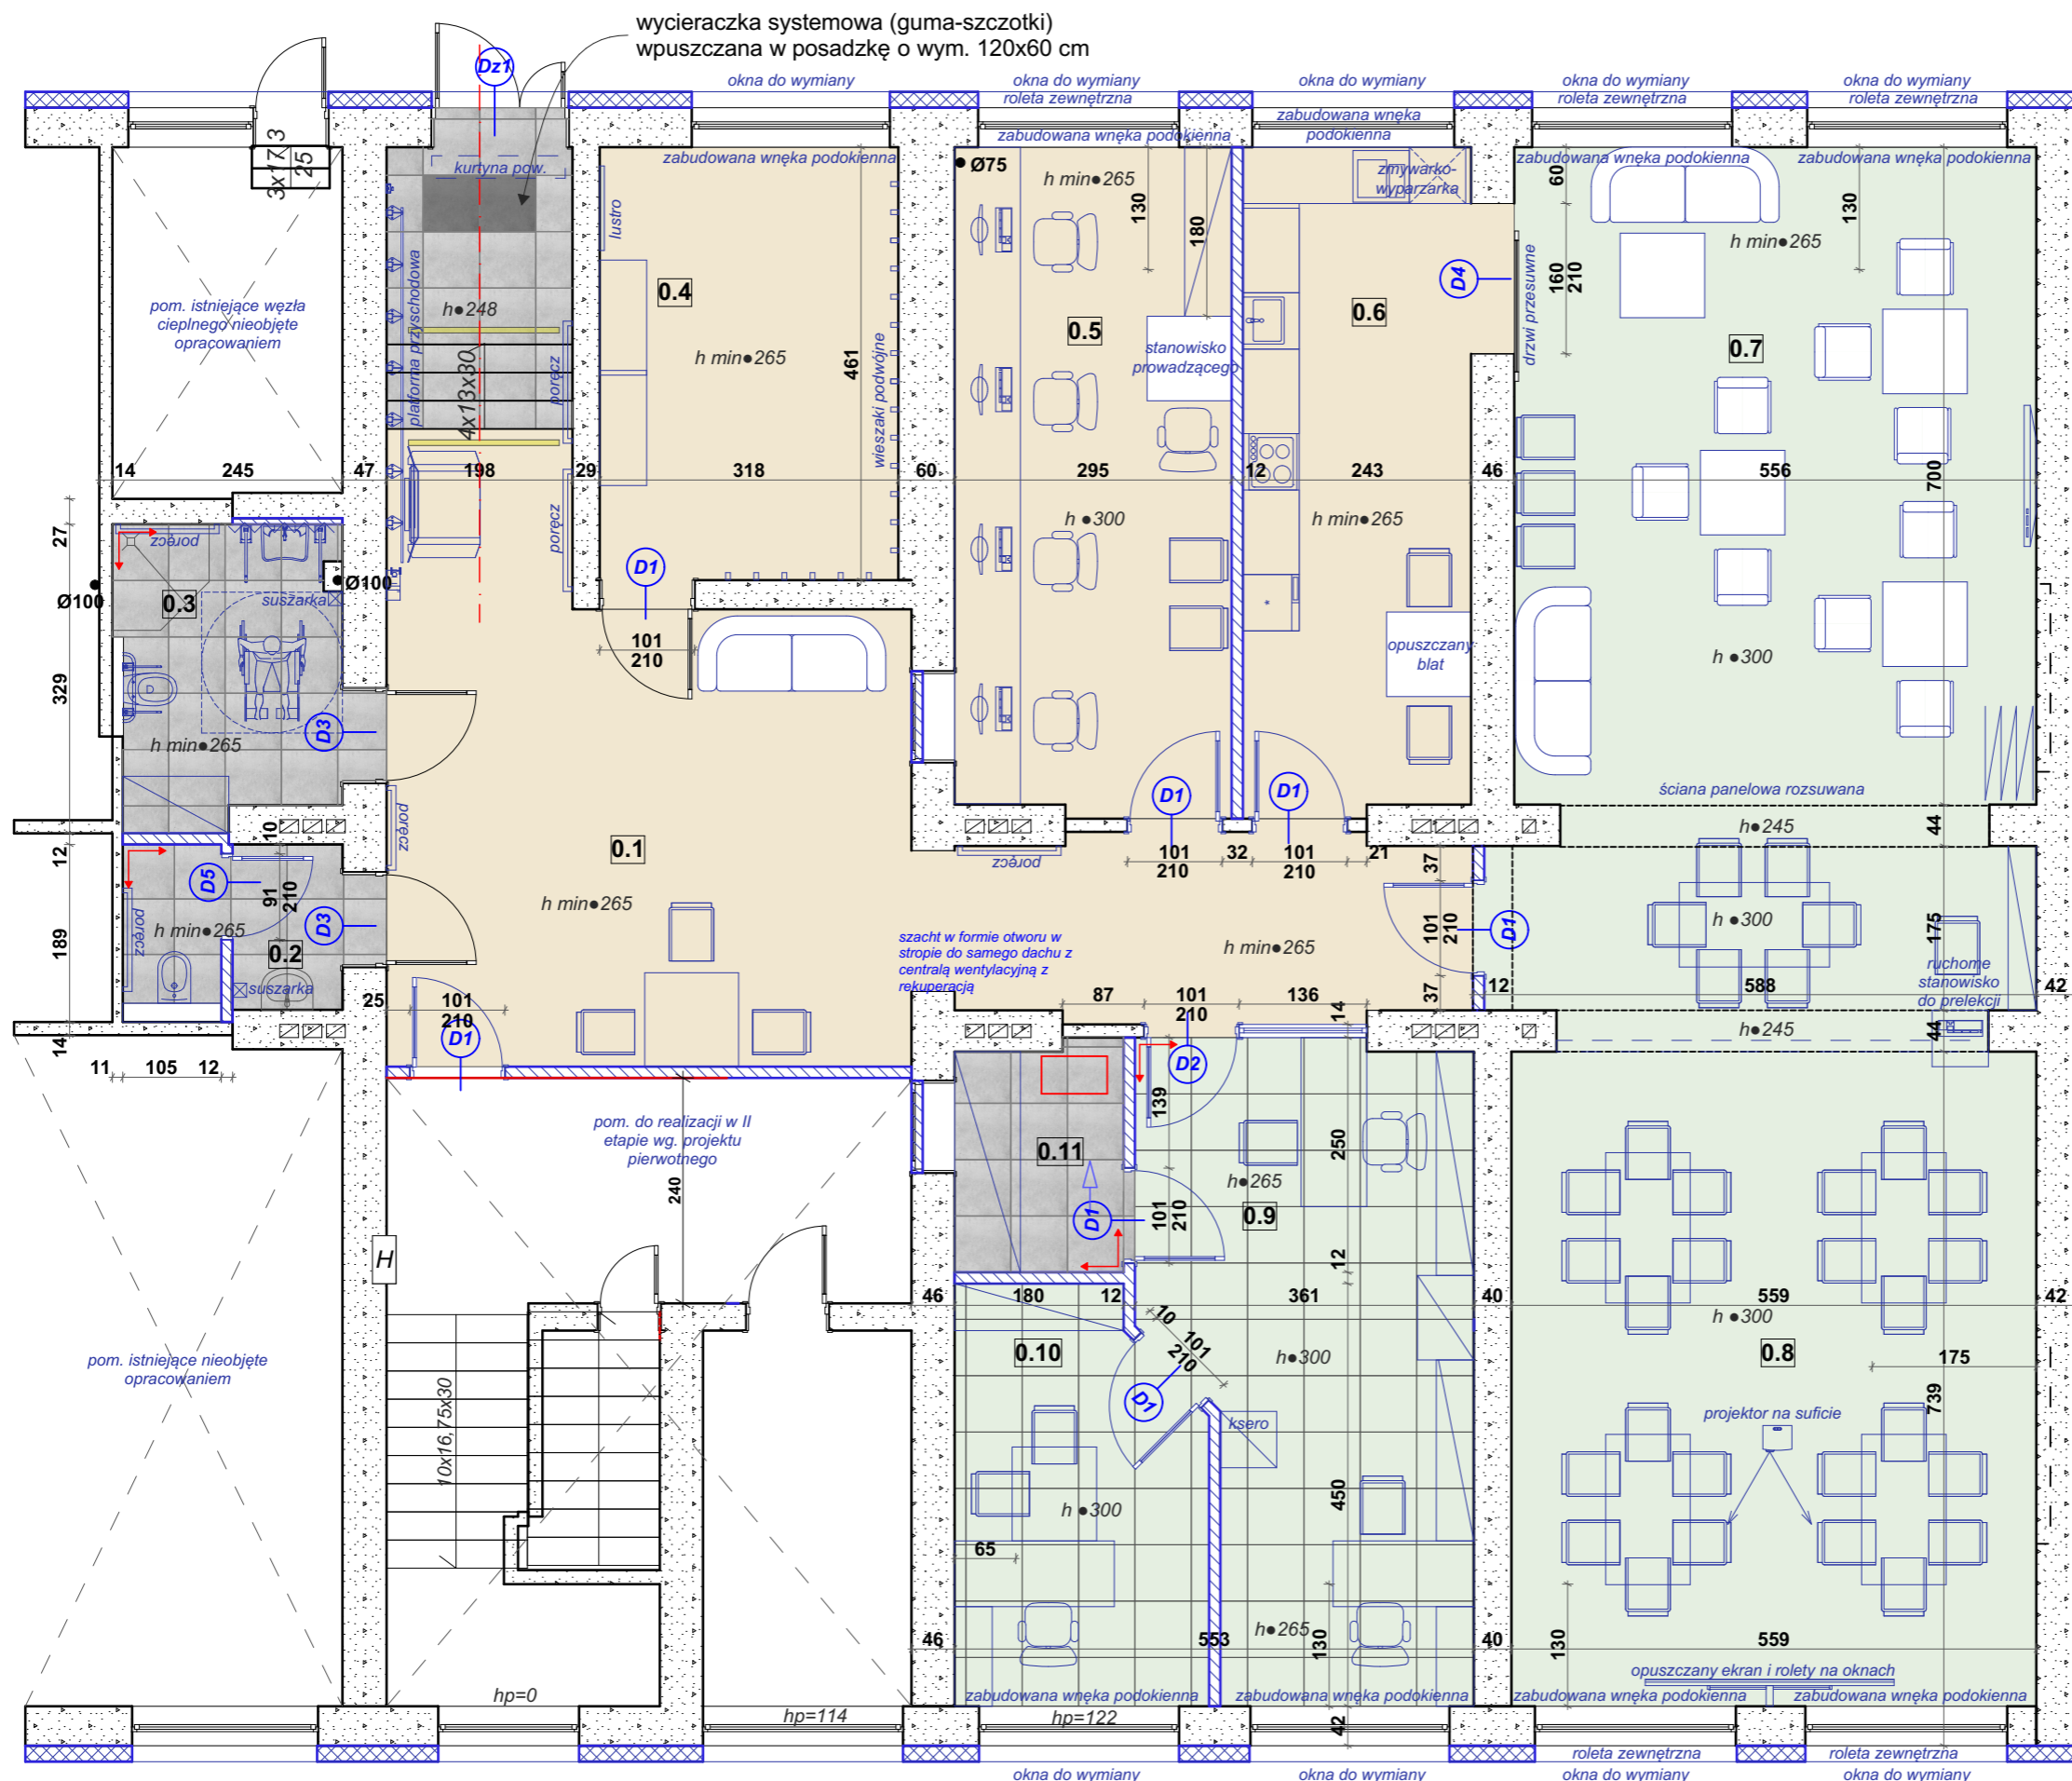 wycieraczka systemowa (guma-szczotki)
wpuszczana w posadzkę o wym. 120x60 cm
Dz1
okna do wymiany
okna do wymiany
okna do wymiany
okna do wymiany
okna do wymiany
roleta zewnętrzna
roleta zewnętrzna
roleta zewnętrzna
zabudowana wnęka podokienna
zabudowana wnęka podokienna
zabudowana wnęka
podokienna
zabudowana wnęka podokienna
zabudowana wnęka podokienna
3x17,3
25
kurtyna pow.
Ø75
h min●265
zmywarko-
wyparzarka
60
130
180
130
lustro
h min●265
D4
160
210
drzwi przesuwne
pom. istniejące węzła
cieplnego nieobjęte
opracowaniem
platforma przyschodowa
h●248
0.4
0.5
0.6
0.7
h min●265
461
wieszaki podwójne
stanowisko
prowadzącego
4x13x30
poręcz
14
245
47
198
29
318
60
295
12
243
46
556
700
27
poręcz
h●300
h min●265
poręcz
D1
Ø100
Ø100
0.3
suszarka
101
210
opuszczany
blat
h●300
329
D3
h min●265
D1
D1
ściana panelowa rozsuwana
poręcz
10
h●245
44
12
0.1
poręcz
101
210
32
101
210
21
37
D5
91
210
h min●265
D3
0.2
poręcz
h min●265
189
szacht w formie otworu w
stropie do samego dachu z
centralą wentylacyjną z
rekuperacją
h min●265
101
210
D1
h●300
175
ruchome
stanowisko
do prelekcji
suszarka
25
101
210
87
101
210
136
14
37
12
588
42
14
D1
h●245
44
11
105
12
D2
139
pom. do realizacji w II
etapie wg. projektu
pierwotnego
0.11
250
240
h●265
0.9
D1
101
210
H
12
46
180
12
361
40
559
42
10
101
210
h●300
0.10
h●300
0.8
175
pom. istniejące nieobjęte
opracowaniem
D1
739
10x16,75x30
ksero
projektor na suficie
450
h●300
65
46
553
h●265
130
40
130
559
opuszczany ekran i rolety na oknach
hp=0
zabudowana wnęka podokienna
zabudowana wnęka podokienna
zabudowana wnęka podokienna
zabudowana wnęka podokienna
hp=114
hp=122
42
roleta zewnętrzna
roleta zewnętrzna
okna do wymiany
okna do wymiany
okna do wymiany
okna do wymiany